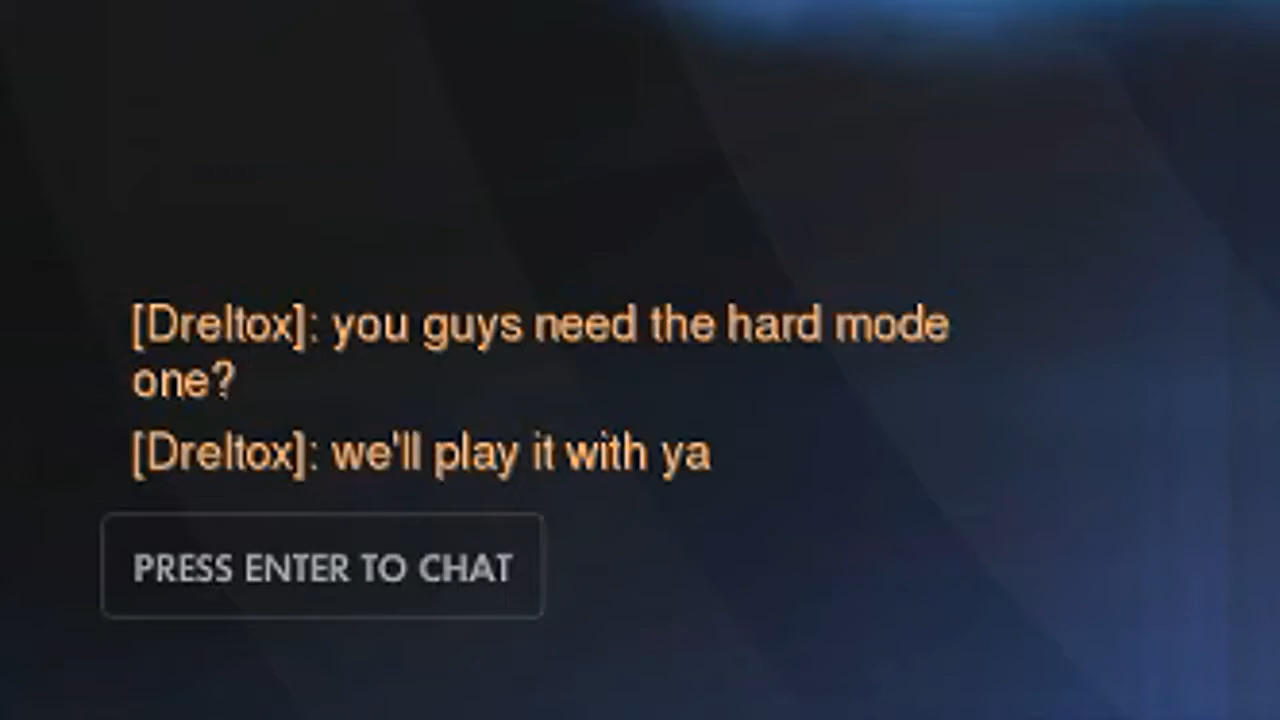 [Dreltox]: you guys need the hard mode
one?
[Dreltox]: we'll play it with ya
PRESS ENTER TO CHAT